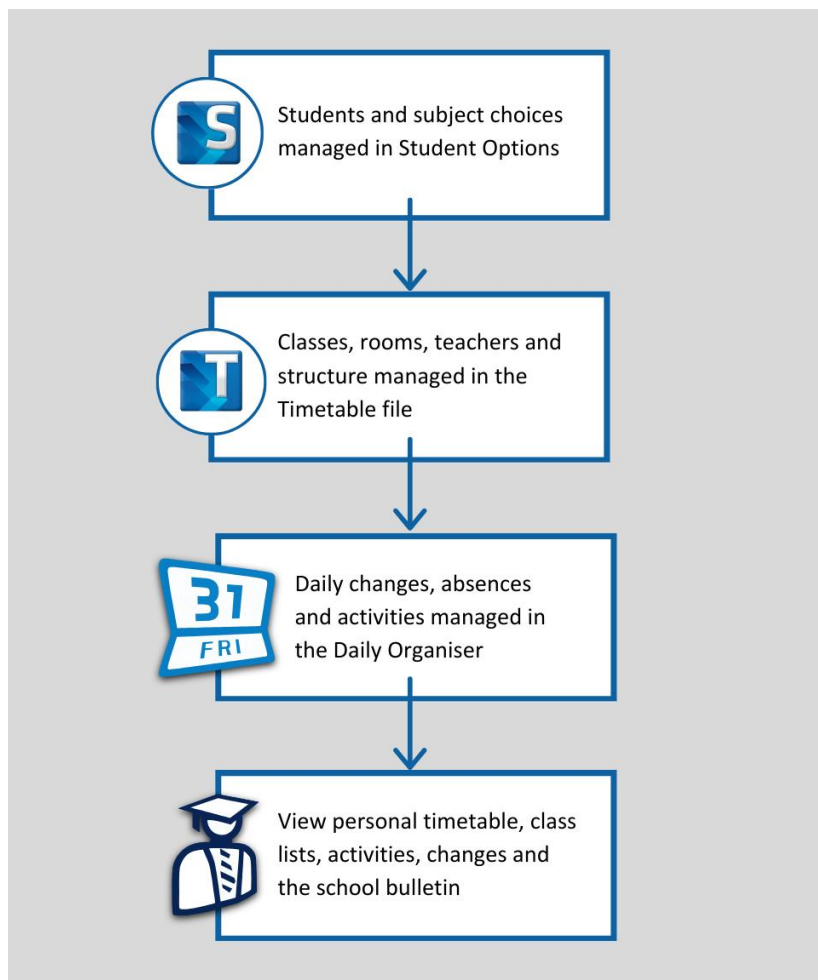 S
Students and subject choices
managed in Student Options
T
Classes, rooms, teachers and
structure managed in the
Timetable file
31
FRI
Daily changes, absences
and activities managed in
the Daily Organiser
View personal timetable, class
lists, activities, changes and
the school bulletin